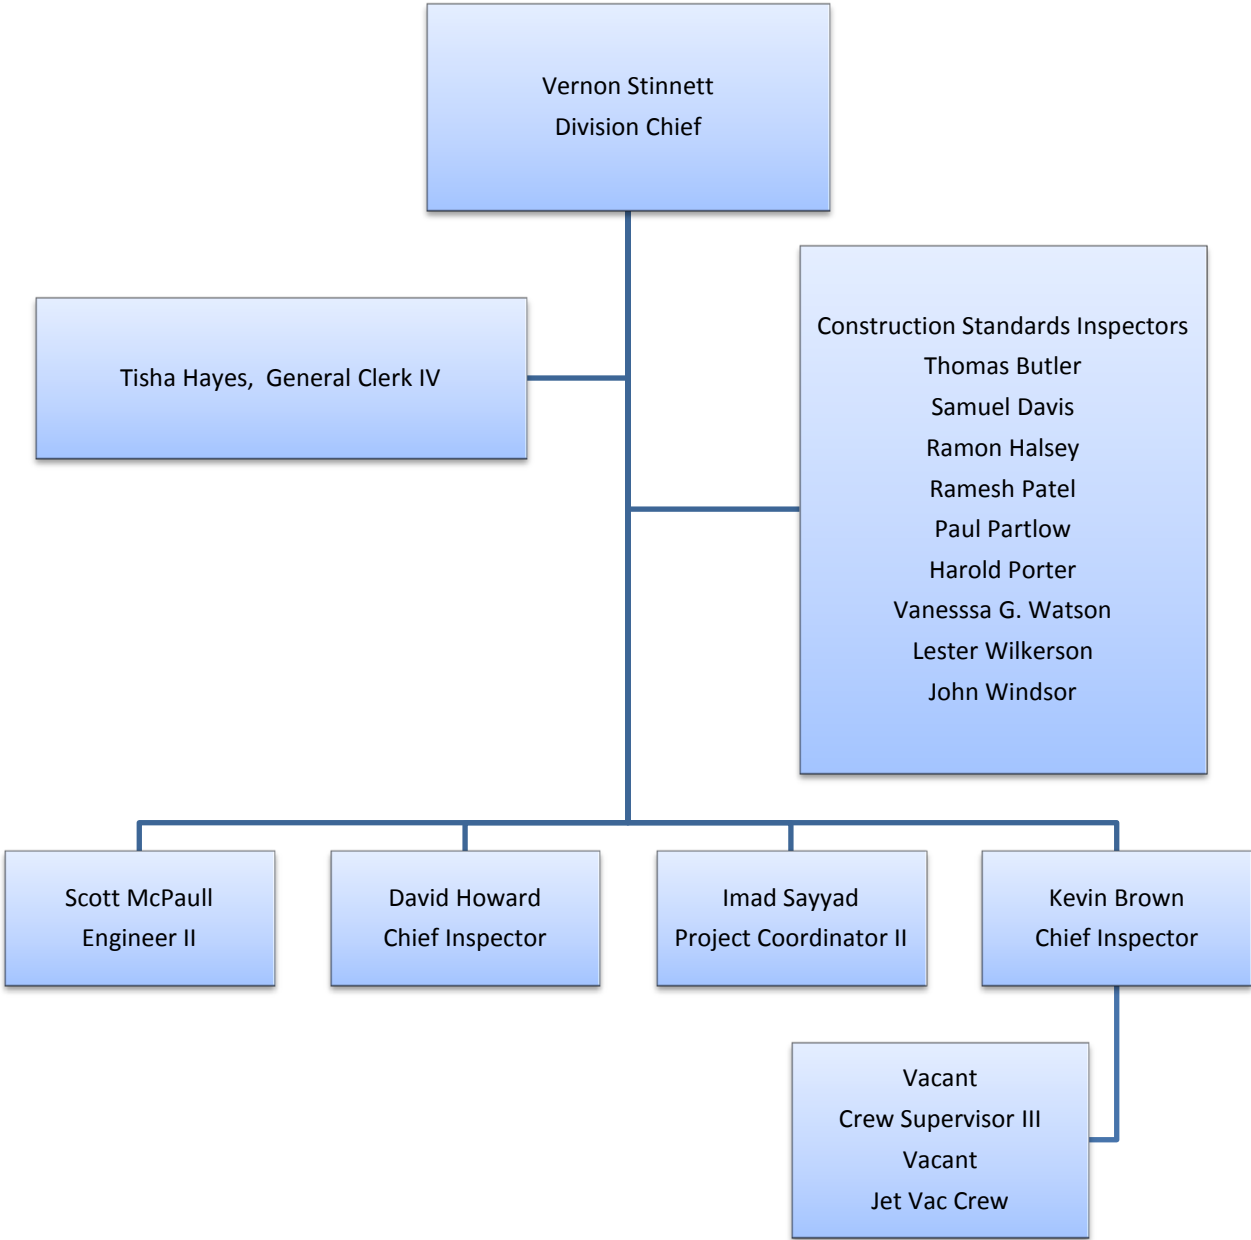 Vernon Stinnett
Division Chief
Tisha Hayes,  General Clerk IV
Construction Standards Inspectors
Thomas Butler
Samuel Davis
Ramon Halsey
Ramesh Patel
Paul Partlow
Harold Porter
Vanesssa G. Watson
Lester Wilkerson
John Windsor
Scott McPaull
Engineer II
David Howard
Chief Inspector
Imad Sayyad
Project Coordinator II
Kevin Brown
Chief Inspector
Vacant
Crew Supervisor III
Vacant
Jet Vac Crew